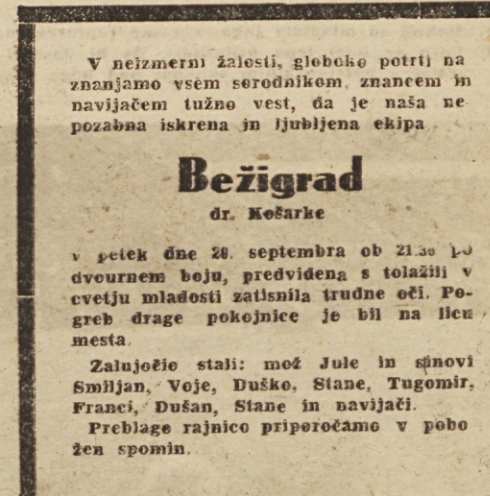 V neizmerni žalosti, globoko potrti na
znanjamo vsem sorodnikom, znancem in
navijačem tužno vest, da je naša ne
pozabna iskrena in ljubljena ekipa
Bežigrad
dr. Košarke
v petek dne 28. septembra ob 21.30 po
dvournem boju, predvidena s tolažili v
cvetju mladosti zatisnila trudne oči. Po-
greb drage pokojnice je bil na licu
mesta.
Zalujočio stali: mož Jule in sinovi
Smiljan, Voje, Duško, Stane, Tugomir,
Franci, Dušan, Stane in navijači.
Preblago rajnico priporočamo v pobo
žen spomin.